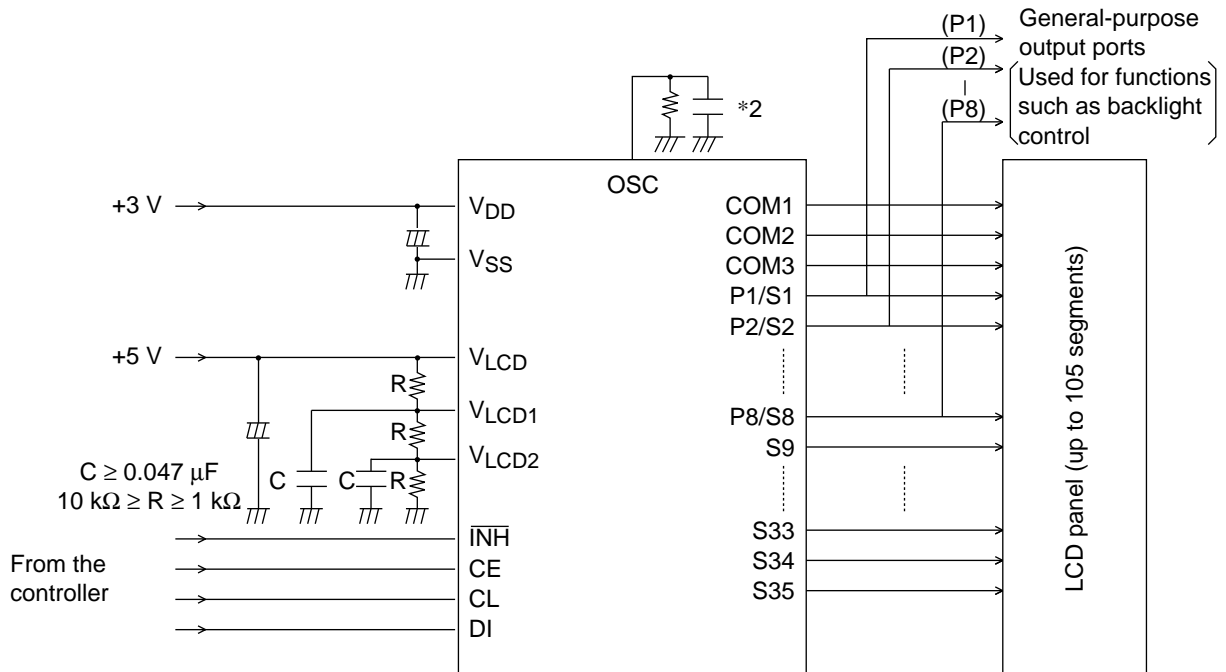 (P1)
General-purpose
output ports
(P2)
Used for functions
such as backlight
control
(P8)
*2
OSC
+3 V
VDD
VSS
+5 V
VLCD
R
VLCD1
R
VLCD2
C
C
R
C ≥ 0.047 μF
10 kΩ ≥ R ≥ 1 kΩ
INH
From the
controller
CE
CL
DI
COM1
COM2
COM3
P1/S1
P2/S2
P8/S8
S9
S33
S34
S35
LCD panel (up to 105 segments)